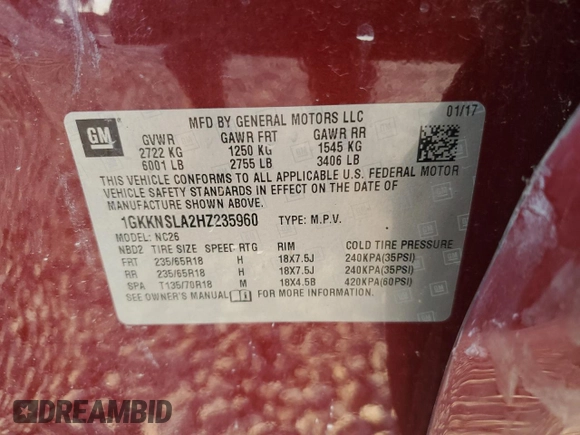 GM
MFD BY GENERAL MOTORS LLC
01/17
GVWR GAWR FRT GAWR RR
2722 KG 1250 KG 1545 KG
6001 LB 2755 LB 3406 LB
THIS VEHICLE CONFORMS TO ALL APPLICABLE U.S. FEDERAL MOTOR
VEHICLE SAFETY STANDARDS IN EFFECT ON THE DATE OF
MANUFACTURE SHOWN ABOVE.
1GKKNSLA2HZ235960 TYPE: M.P.V.
MODEL: NC26
NBD2 TIRE SIZE SPEED RTG RIM COLD TIRE PRESSURE
FRT 235/65R18 H 18X7.5J 240KPA(35PSI)
RR 235/65R18 H 18X7.5J 240KPA(35PSI)
SPA T135/70R18 M 18X4.5B 420KPA(60PSI)
SEE OWNER'S MANUAL FOR MORE INFORMATION.
DREAMBID